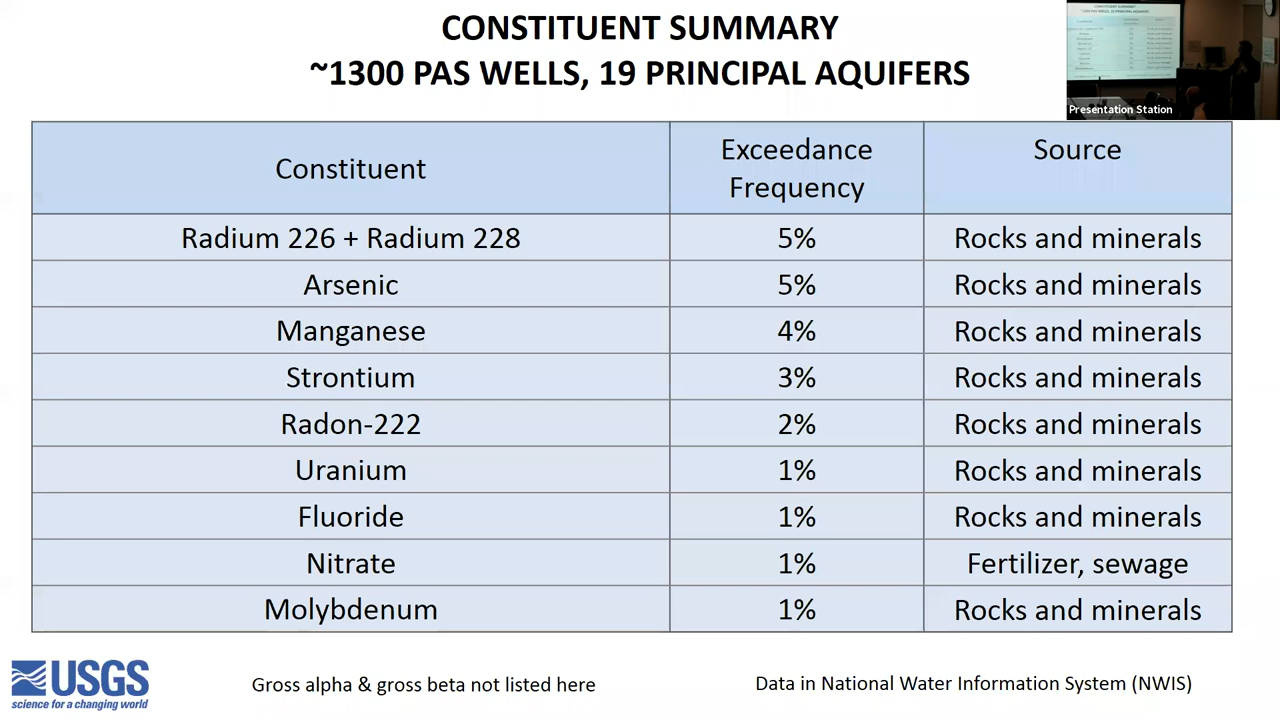 CONSTITUENT SUMMARY
~1300 PAS WELLS, 19 PRINCIPAL AQUIFERS
Presentation Station
Constituent
Exceedance
Frequency
Source
Radium 226 + Radium 228 5% Rocks and minerals
Arsenic 5% Rocks and minerals
Manganese 4% Rocks and minerals
Strontium 3% Rocks and minerals
Radon-222 2% Rocks and minerals
Uranium 1% Rocks and minerals
Fluoride 1% Rocks and minerals
Nitrate 1% Fertilizer, sewage
Molybdenum 1% Rocks and minerals
USGS
science for a changing world
Gross alpha & gross beta not listed here
Data in National Water Information System (NWIS)